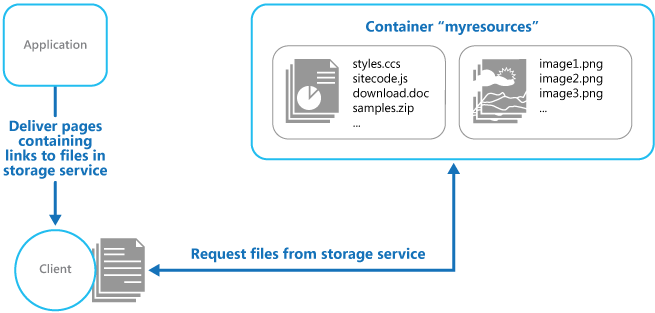 Application
Container “myresources”
styles.ccs
sitecode.js
download.doc
samples.zip
...
image1.png
image2.png
image3.png
...
Deliver pages
containing
links to files in
storage service
Request files from storage service
Client